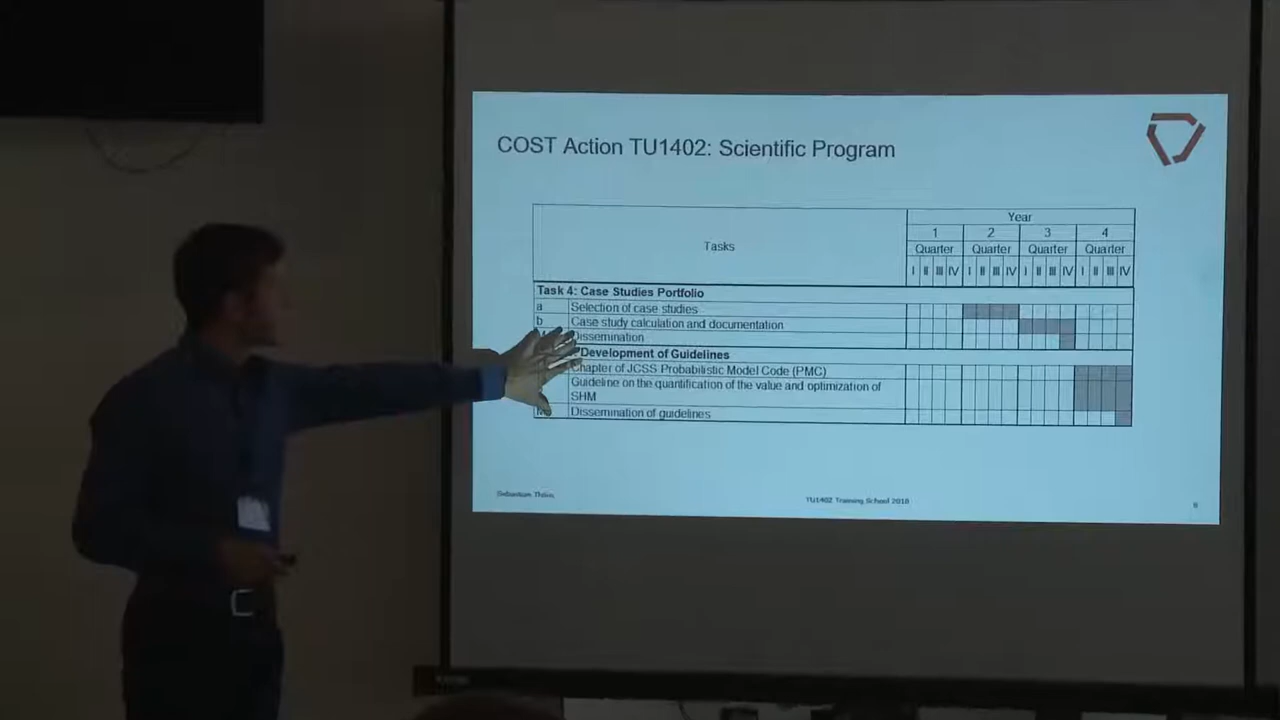 COST Action TU1402: Scientific Program
Tasks
Year
1 2 3 4
Quarter Quarter Quarter Quarter
I II III IV I II III IV I II III IV I II III IV
Task 4: Case Studies Portfolio
a Selection of case studies
b Case study calculation and documentation
Dissemination
Development of Guidelines
Chapter of JCSS Probabilistic Model Code (PMC)
Guideline on the quantification of the value and optimization of
SHM
Dissemination of guidelines
Sebastian Thöns
TU1402 Training School 2018